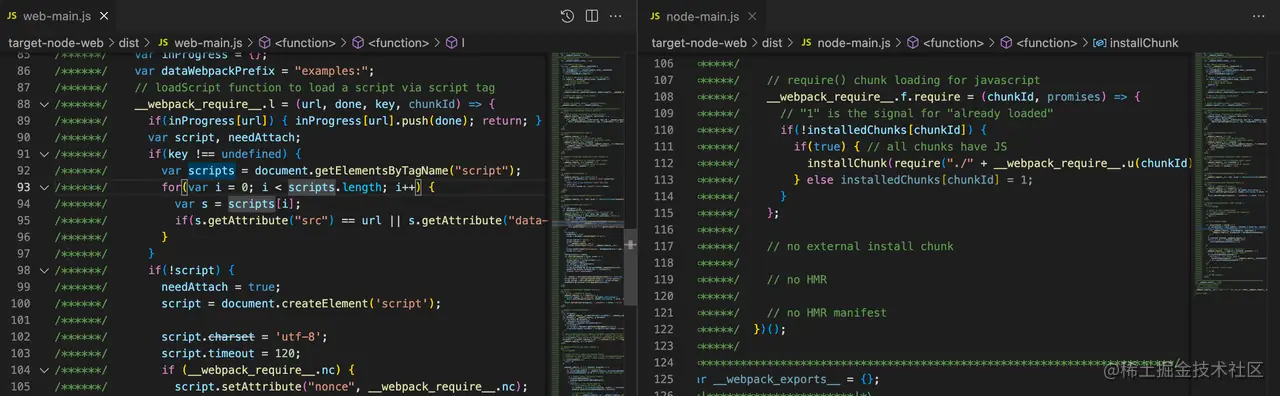 JS web-main.js ×
target-node-web > dist > JS web-main.js > <function> > <function> > l
85 /******/ var inProgress = {};
86 /******/ var dataWebpackPrefix = "examples:";
87 /******/ // loadScript function to load a script via script tag
88 /******/ __webpack_require__.l = (url, done, key, chunkId) => {
89 /******/ if(inProgress[url]) { inProgress[url].push(done); return; }
90 /******/ var script, needAttach;
91 /******/ if(key !== undefined) {
92 /******/ var scripts = document.getElementsByTagName("script");
93 /******/ for(var i = 0; i < scripts.length; i++) {
94 /******/ var s = scripts[i];
95 /******/ if(s.getAttribute("src") == url || s.getAttribute("data-
96 /******/ }
97 /******/ }
98 /******/ if(!script) {
99 /******/ needAttach = true;
100 /******/ script = document.createElement('script');
101 /******/
102 /******/ script.charset = 'utf-8';
103 /******/ script.timeout = 120;
104 /******/ if (__webpack_require__.nc) {
105 /******/ script.setAttribute("nonce", __webpack_require__.nc);
JS node-main.js ×
target-node-web > dist > JS node-main.js > <function> > <function> > installChunk
106 ******/
107 ******/ // require() chunk loading for javascript
108 ******/ __webpack_require__.f.require = (chunkId, promises) => {
109 ******/ // "1" is the signal for "already loaded"
110 ******/ if(!installedChunks[chunkId]) {
111 ******/ if(true) { // all chunks have JS
112 ******/ installChunk(require("./" + __webpack_require__.u(chunkId)
113 ******/ } else installedChunks[chunkId] = 1;
114 ******/ }
115 ******/ };
116 ******/
117 ******/ // no external install chunk
118 ******/
119 ******/ // no HMR
120 ******/
121 ******/ // no HMR manifest
122 ******/ })();
123 ******/
124
125 ar __webpack_exports__ = {};
126
@稀土掘金技术社区